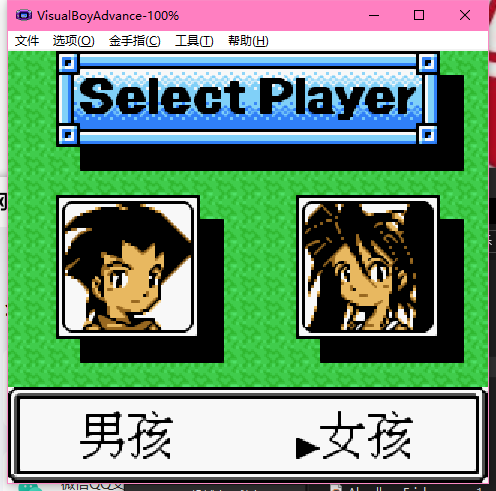 VisualBoyAdvance-100%
文件 选项(O) 金手指(C) 工具(T) 帮助(H)
Select Player
男孩 ▶女孩